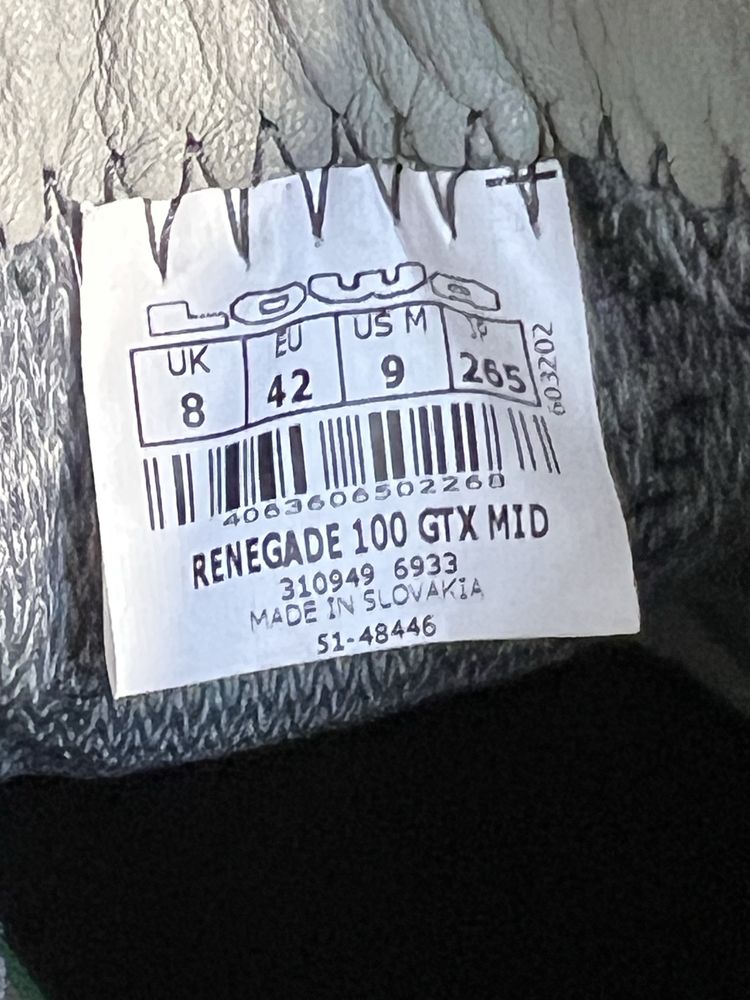 LOWA
UK EU US M JP
8 42 9 265
603202
4063606502260
RENEGADE 100 GTX MID
310949 6933
MADE IN SLOVAKIA
51-48446